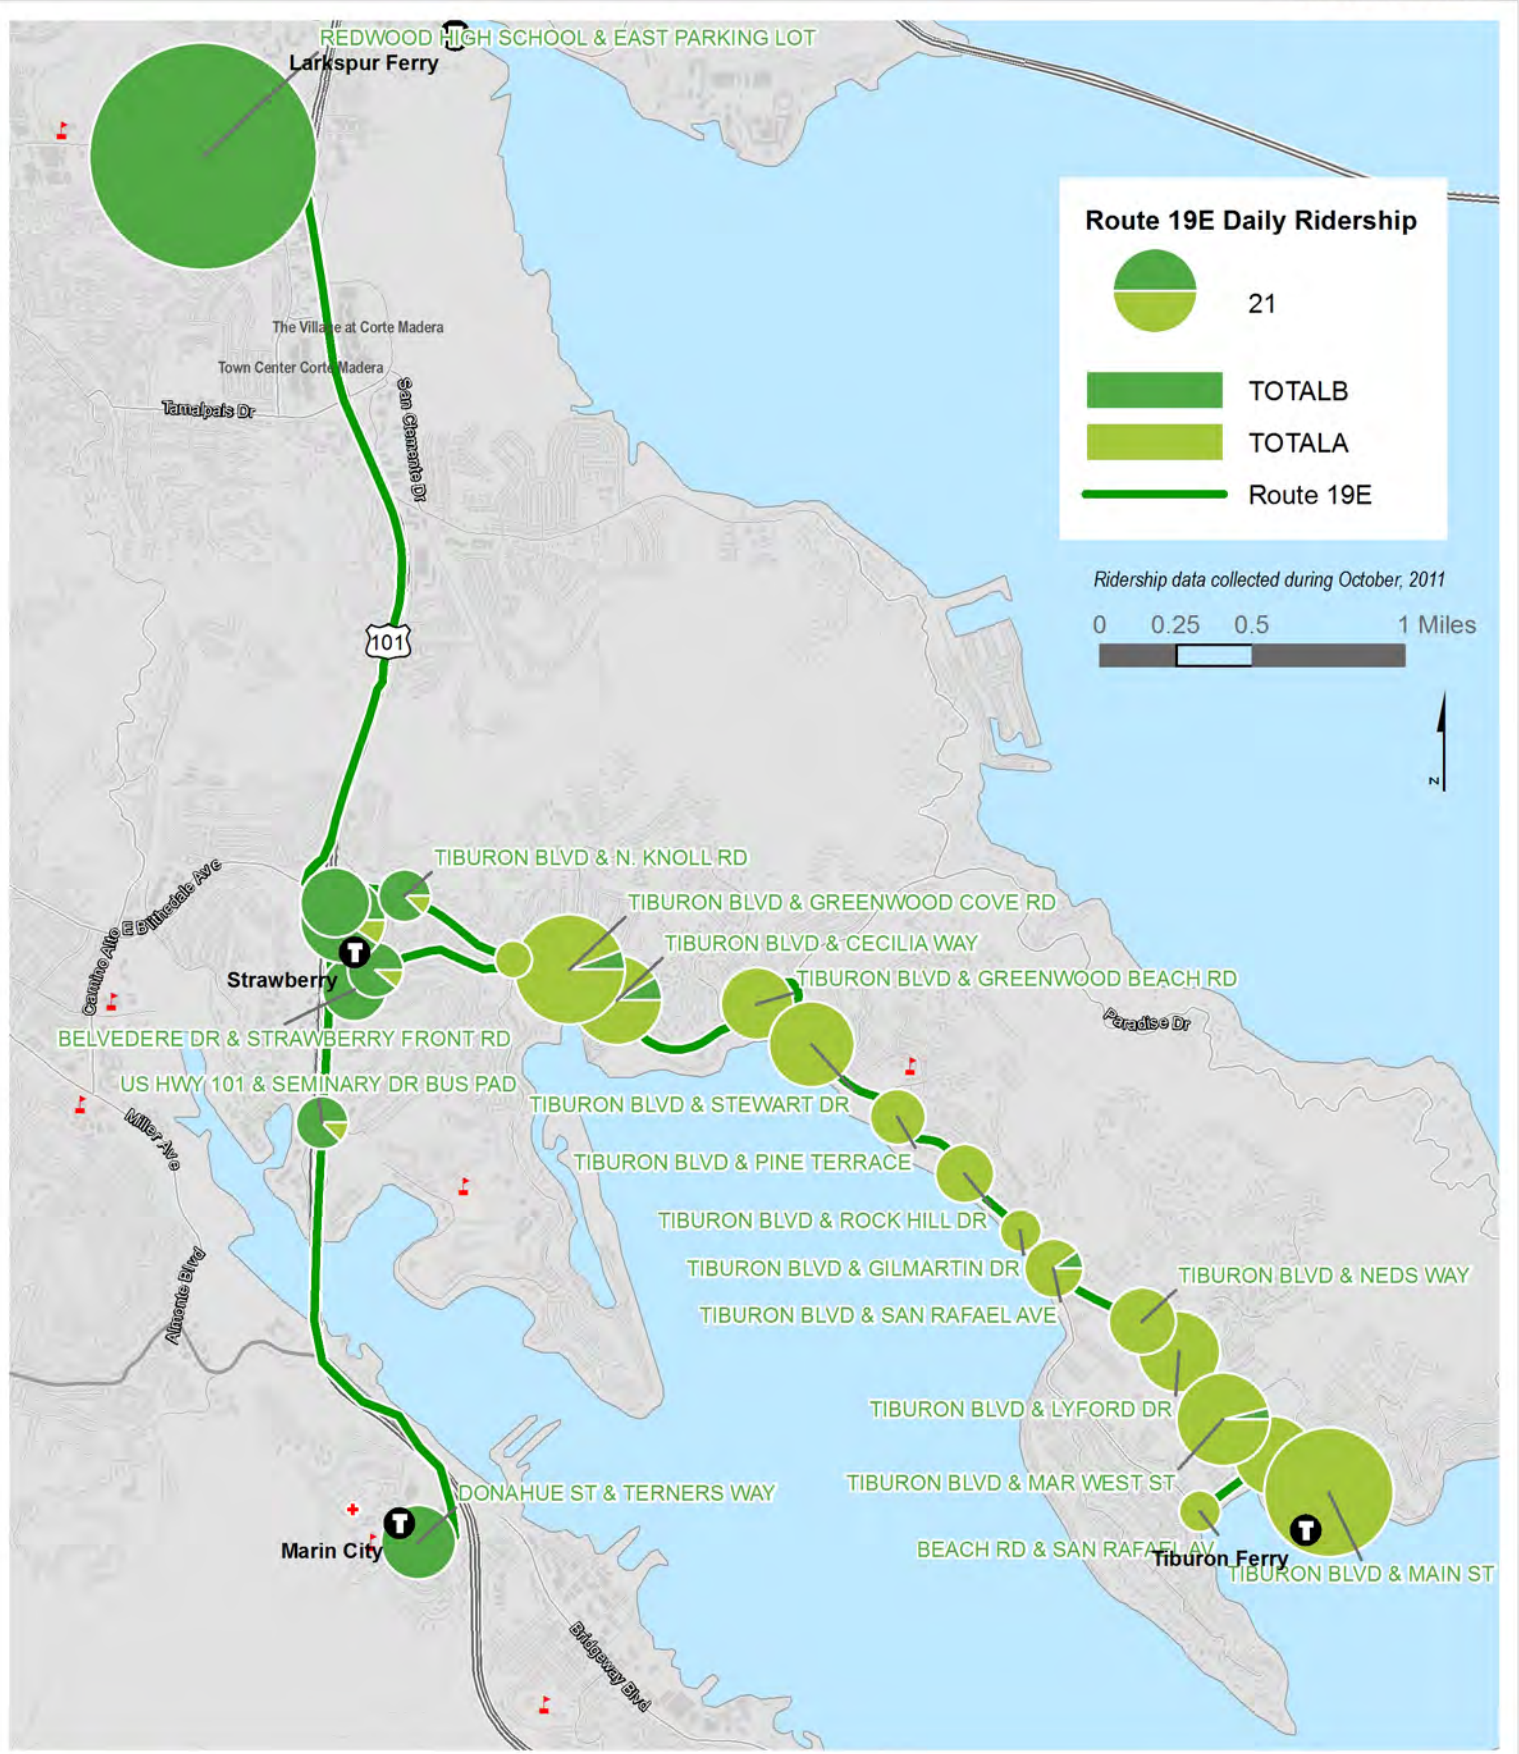 REDWOOD HIGH SCHOOL & EAST PARKING LOT
Larkspur Ferry
Route 19E Daily Ridership
21
TOTALB
TOTALA
Route 19E
The Village at Corte Madera
Town Center Corte Madera
Tamalpais Dr
San Clemente Dr
Ridership data collected during October, 2011
0 0.25 0.5 1 Miles
101
N
TIBURON BLVD & N. KNOLL RD
E Blithedale Ave
TIBURON BLVD & GREENWOOD COVE RD
Camino Alto
TIBURON BLVD & CECILIA WAY
T
Strawberry
TIBURON BLVD & GREENWOOD BEACH RD
Paradise Dr
BELVEDERE DR & STRAWBERRY FRONT RD
US HWY 101 & SEMINARY DR BUS PAD
TIBURON BLVD & STEWART DR
Miller Ave
TIBURON BLVD & PINE TERRACE
TIBURON BLVD & ROCK HILL DR
TIBURON BLVD & GILMARTIN DR
TIBURON BLVD & NEDS WAY
Almonte Blvd
TIBURON BLVD & SAN RAFAEL AVE
TIBURON BLVD & LYFORD DR
TIBURON BLVD & MAR WEST ST
DONAHUE ST & TERNERS WAY
T
Marin City
T
BEACH RD & SAN RAFAEL AV
Tiburon Ferry
TIBURON BLVD & MAIN ST
Bridgeway Blvd